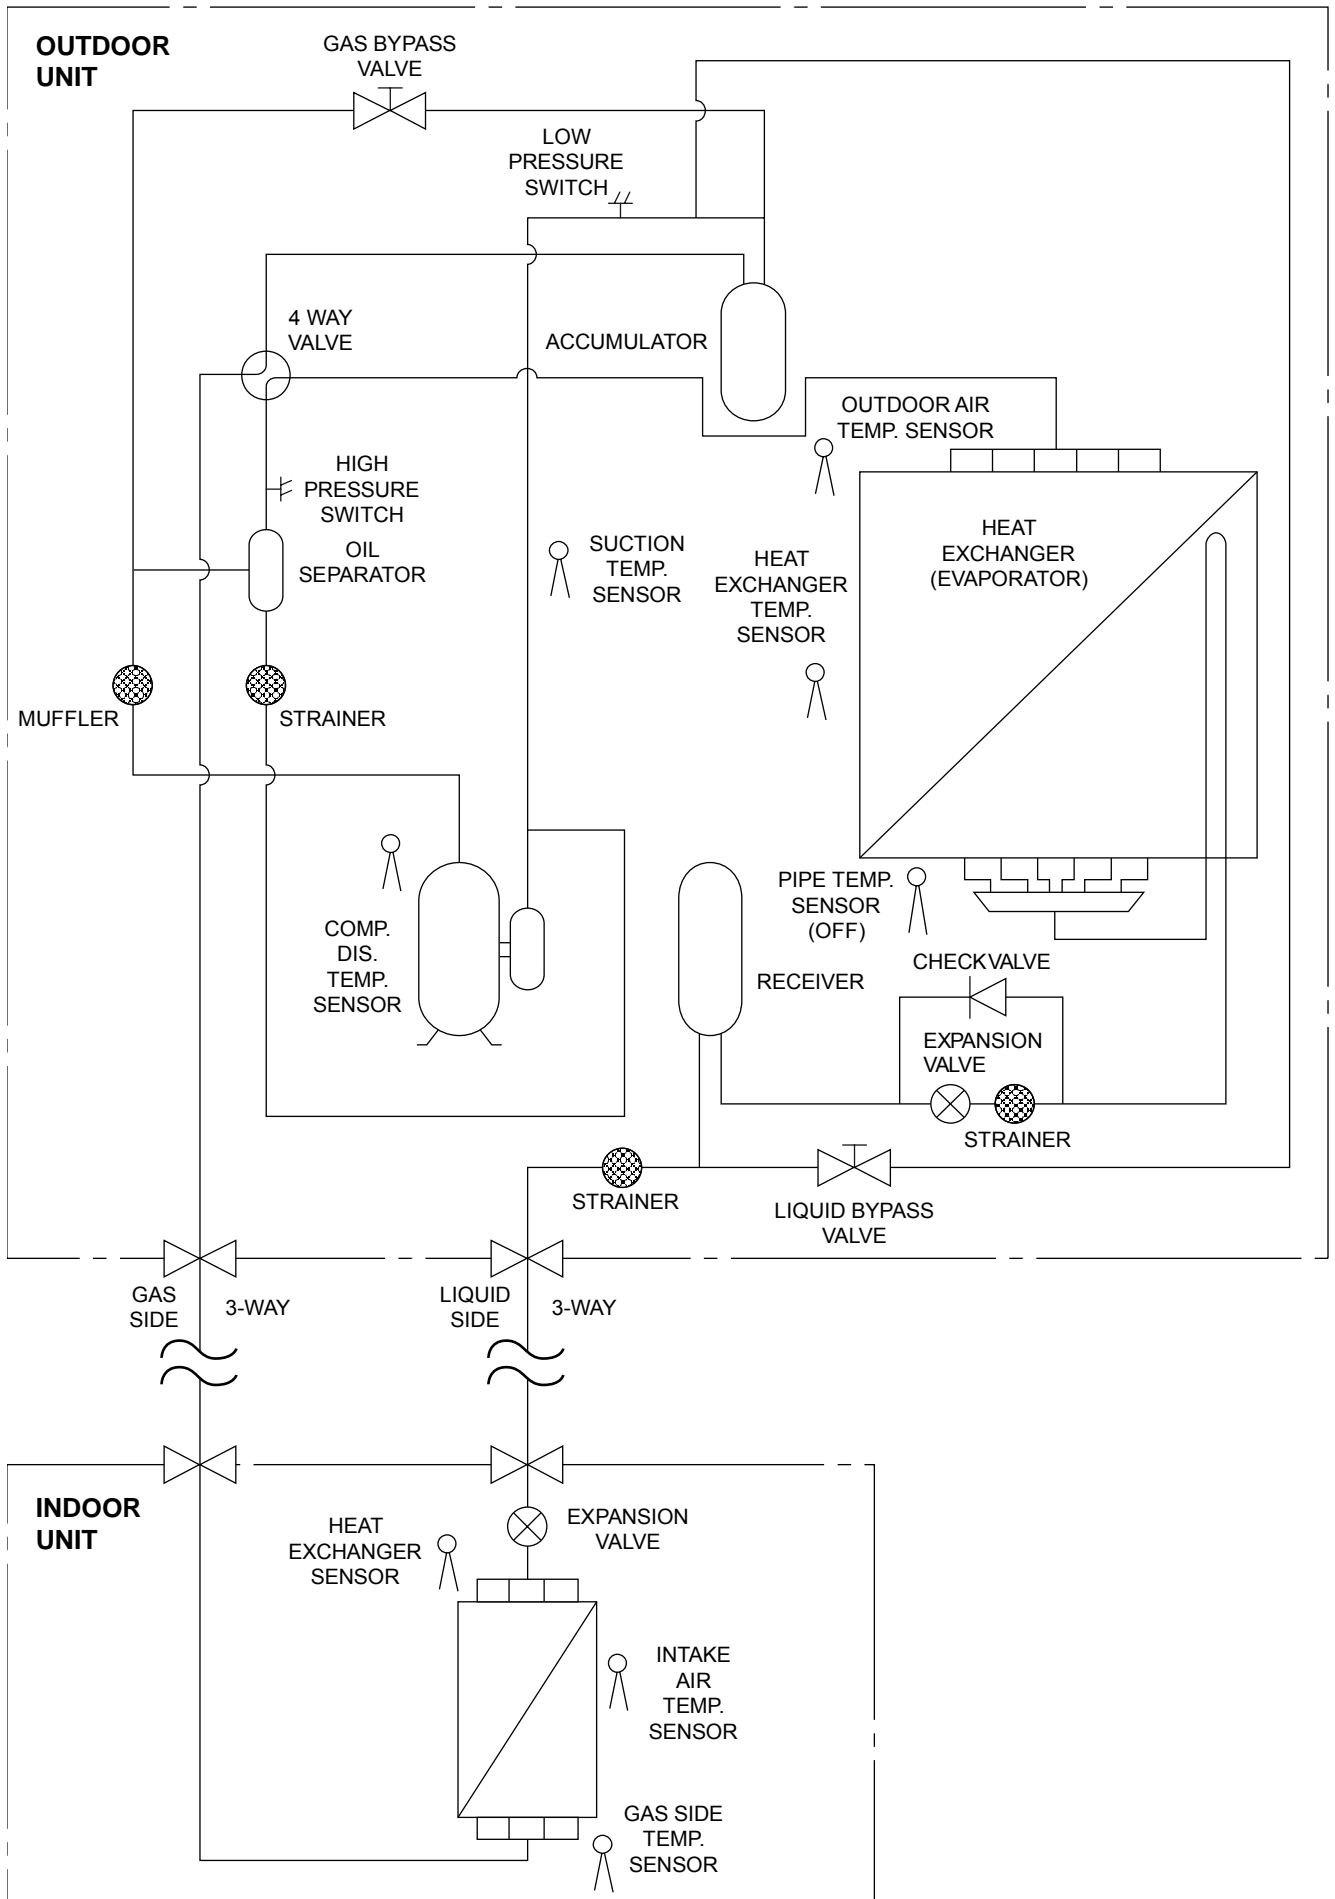 OUTDOOR
UNIT
GAS BYPASS
VALVE
LOW
PRESSURE
SWITCH
4 WAY
VALVE
ACCUMULATOR
OUTDOOR AIR
TEMP. SENSOR
HIGH
PRESSURE
SWITCH
OIL
SEPARATOR
SUCTION
TEMP.
SENSOR
HEAT
EXCHANGER
TEMP.
SENSOR
HEAT
EXCHANGER
(EVAPORATOR)
MUFFLER
STRAINER
COMP.
DIS.
TEMP.
SENSOR
RECEIVER
PIPE TEMP.
SENSOR
(OFF)
CHECK VALVE
EXPANSION
VALVE
STRAINER
STRAINER
LIQUID BYPASS
VALVE
GAS
SIDE
3-WAY
LIQUID
SIDE
3-WAY
INDOOR
UNIT
HEAT
EXCHANGER
SENSOR
EXPANSION
VALVE
INTAKE
AIR
TEMP.
SENSOR
GAS SIDE
TEMP.
SENSOR